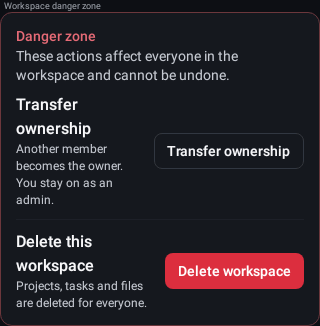 Workspace danger zone
Danger zone
These actions affect everyone in the
workspace and cannot be undone.
Transfer
ownership
Another member
becomes the owner.
You stay on as an
admin.
Transfer ownership
Delete this
workspace
Projects, tasks and files
are deleted for everyone.
Delete workspace